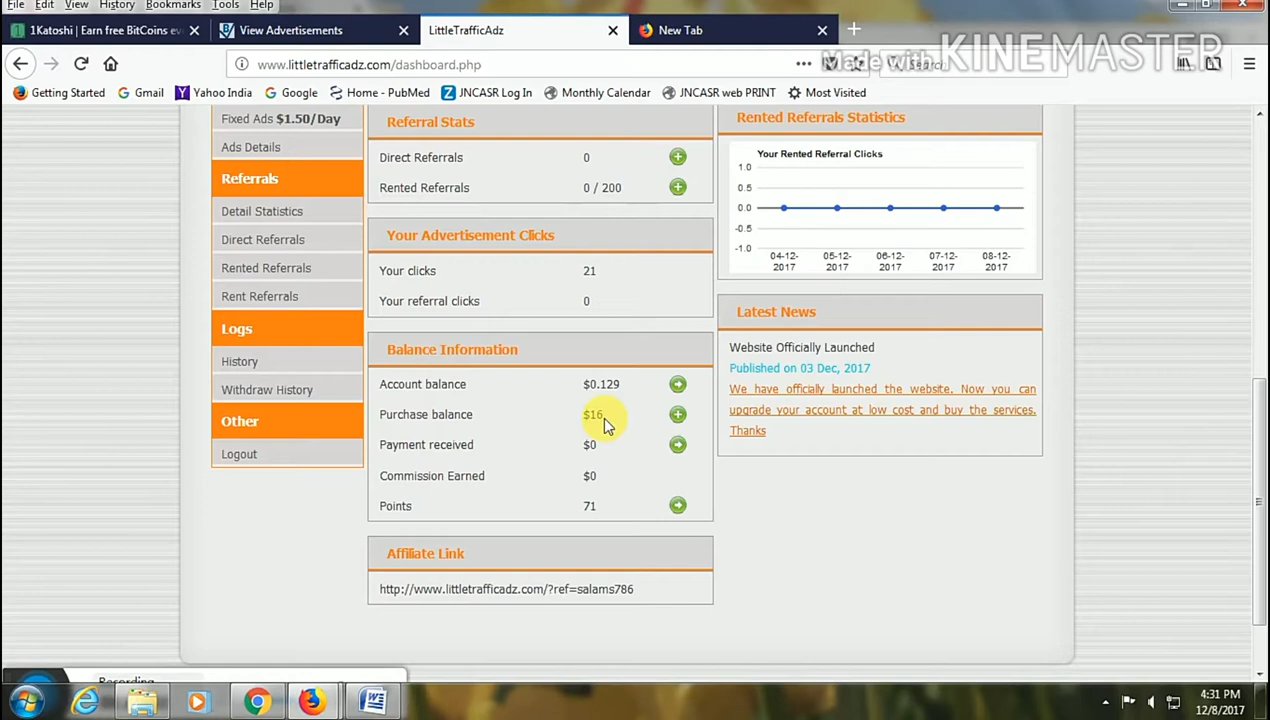 File Edit View History Bookmarks Tools Help
1Katoshi | Earn free BitCoins ev
View Advertisements
LittleTrafficAdz
New Tab
www.littletrafficadz.com/dashboard.php
Search
Made with KINEMASTER
Getting Started Gmail Yahoo India Google Home - PubMed JNCASR Log In Monthly Calendar JNCASR web PRINT Most Visited
Fixed Ads $1.50/Day
Ads Details
Referrals
Detail Statistics
Direct Referrals
Rented Referrals
Rent Referrals
Logs
History
Withdraw History
Other
Logout
Referral Stats
Direct Referrals 0
Rented Referrals 0 / 200
Your Advertisement Clicks
Your clicks 21
Your referral clicks 0
Balance Information
Account balance $0.129
Purchase balance $16
Payment received $0
Commission Earned $0
Points 71
Affiliate Link
http://www.littletrafficadz.com/?ref=salams786
Rented Referrals Statistics
Your Rented Referral Clicks
1.0
0.5
0.0
-0.5
-1.0
04-12- 05-12- 06-12- 07-12- 08-12-
2017 2017 2017 2017 2017
Latest News
Website Officially Launched
Published on 03 Dec, 2017
We have officially launched the website. Now you can
upgrade your account at low cost and buy the services.
Thanks
Recording
4:31 PM
12/8/2017